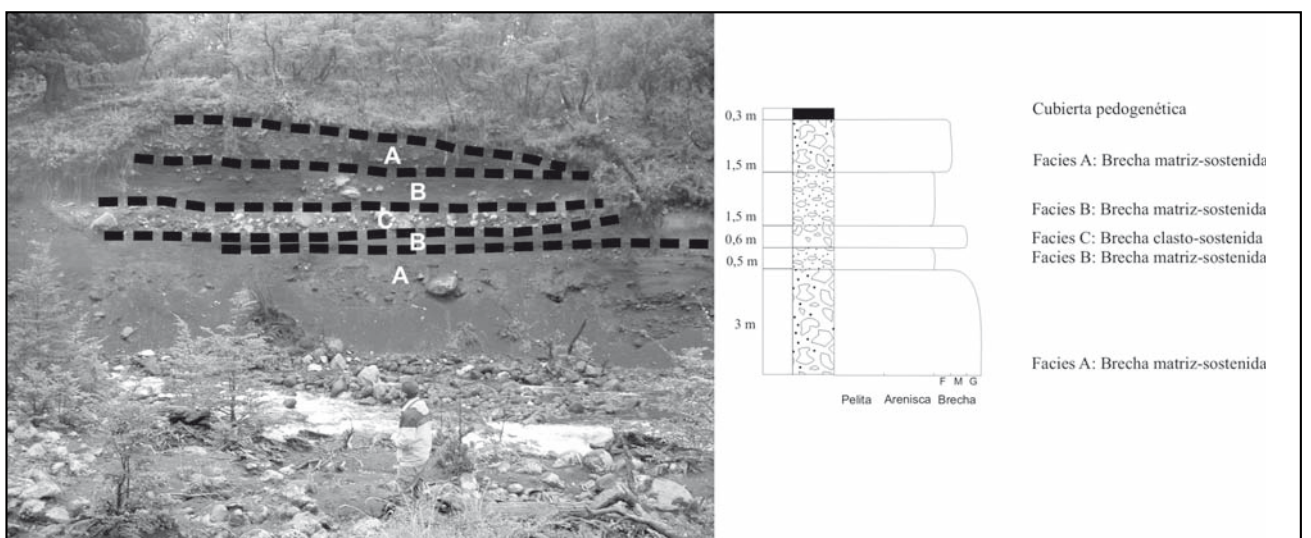 A
B
C
B
A
0,3 m
Cubierta pedogenética
1,5 m
Facies A: Brecha matriz-sostenida
1,5 m
Facies B: Brecha matriz-sostenida
0,6 m
Facies C: Brecha clasto-sostenida
0,5 m
Facies B: Brecha matriz-sostenida
3 m
Facies A: Brecha matriz-sostenida
F M G
Pelita Arenisca Brecha